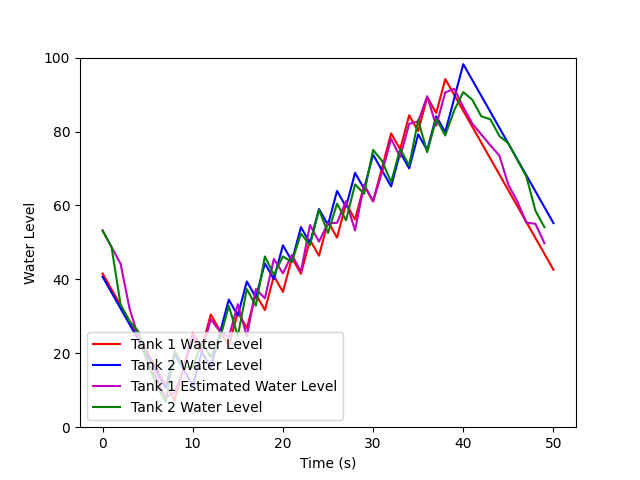 100
80
60
40
20
0
Water Level
Tank 1 Water Level
Tank 2 Water Level
Tank 1 Estimated Water Level
Tank 2 Water Level
0 10 20 30 40 50
Time (s)